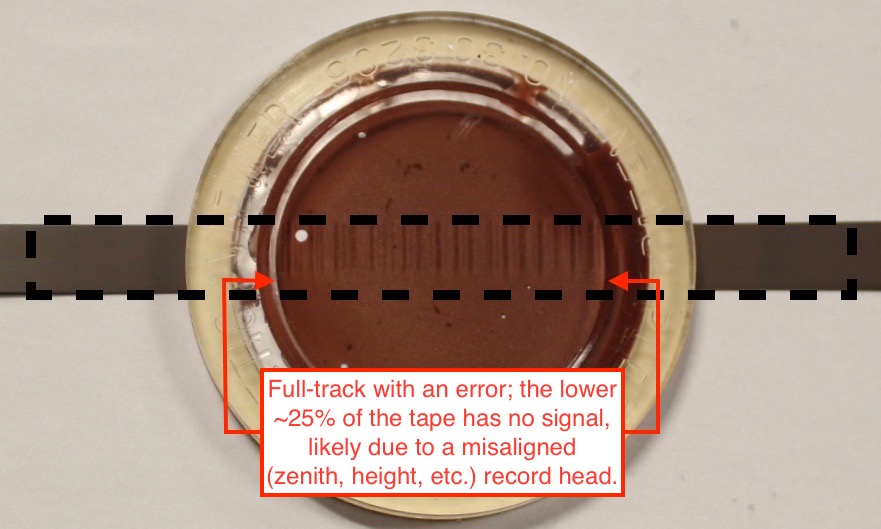 Full-track with an error; the lower
~25% of the tape has no signal,
likely due to a misaligned
(zenith, height, etc.) record head.